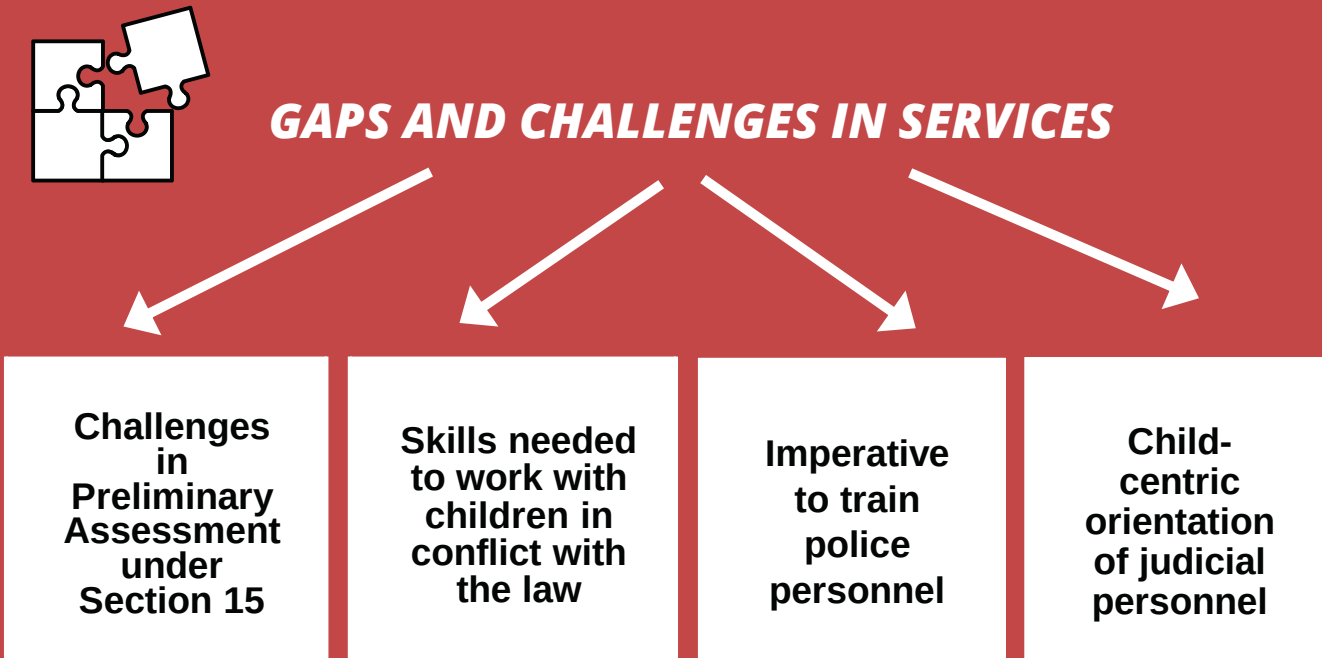 GAPS AND CHALLENGES IN SERVICES
Challenges
in
Preliminary
Assessment
under
Section 15
Skills needed
to work with
children in
conflict with
the law
Imperative
to train
police
personnel
Child-
centric
orientation
of judicial
personnel